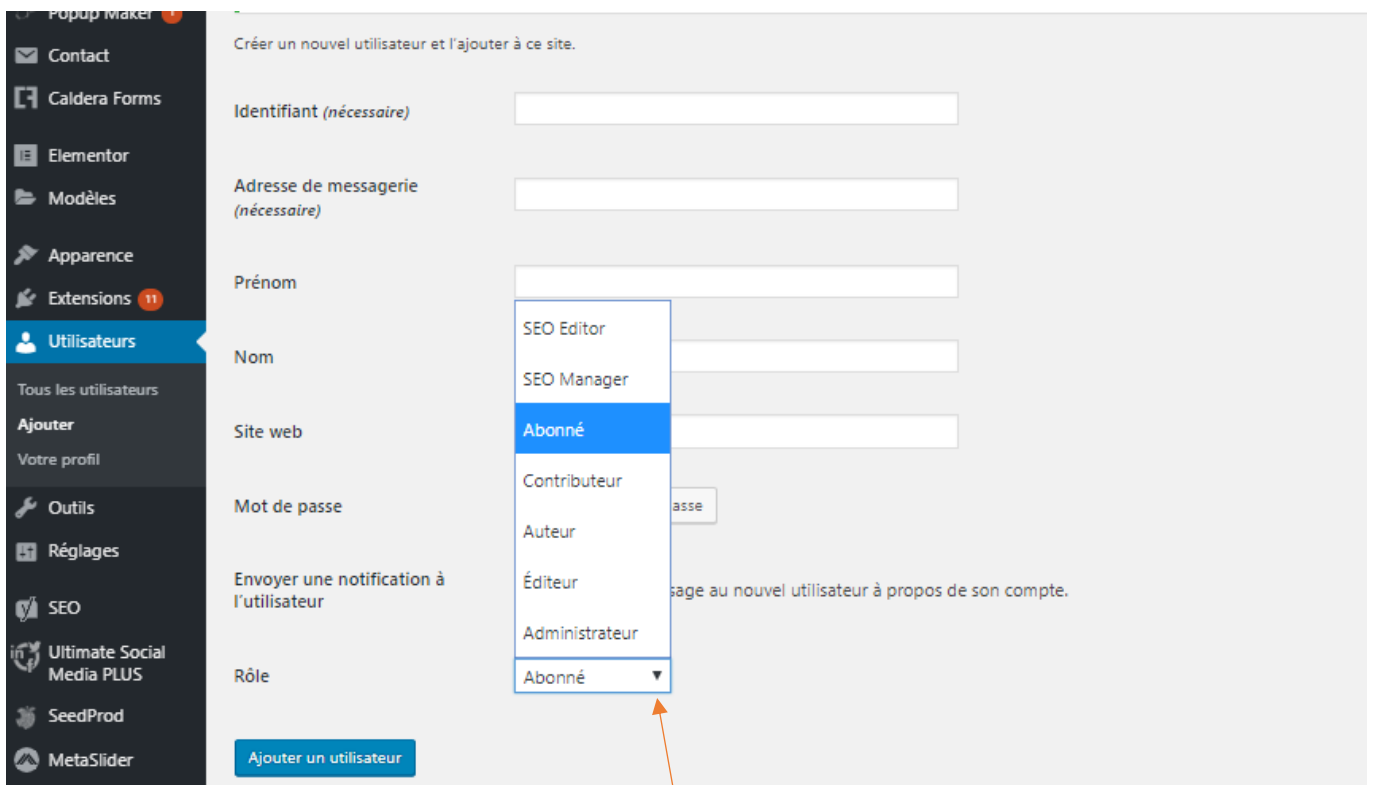 Popup Maker 1
Contact
Caldera Forms
Elementor
Modèles
Apparence
Extensions 11
Utilisateurs
Tous les utilisateurs
Ajouter
Votre profil
Outils
Réglages
SEO
Ultimate Social
Media PLUS
SeedProd
MetaSlider
Créer un nouvel utilisateur et l'ajouter à ce site.
Identifiant (nécessaire)
Adresse de messagerie
(nécessaire)
Prénom
Nom
Site web
Mot de passe
asse
Envoyer une notification à
l'utilisateur
sage au nouvel utilisateur à propos de son compte.
Rôle
SEO Editor
SEO Manager
Abonné
Contributeur
Auteur
Éditeur
Administrateur
Abonné
Ajouter un utilisateur